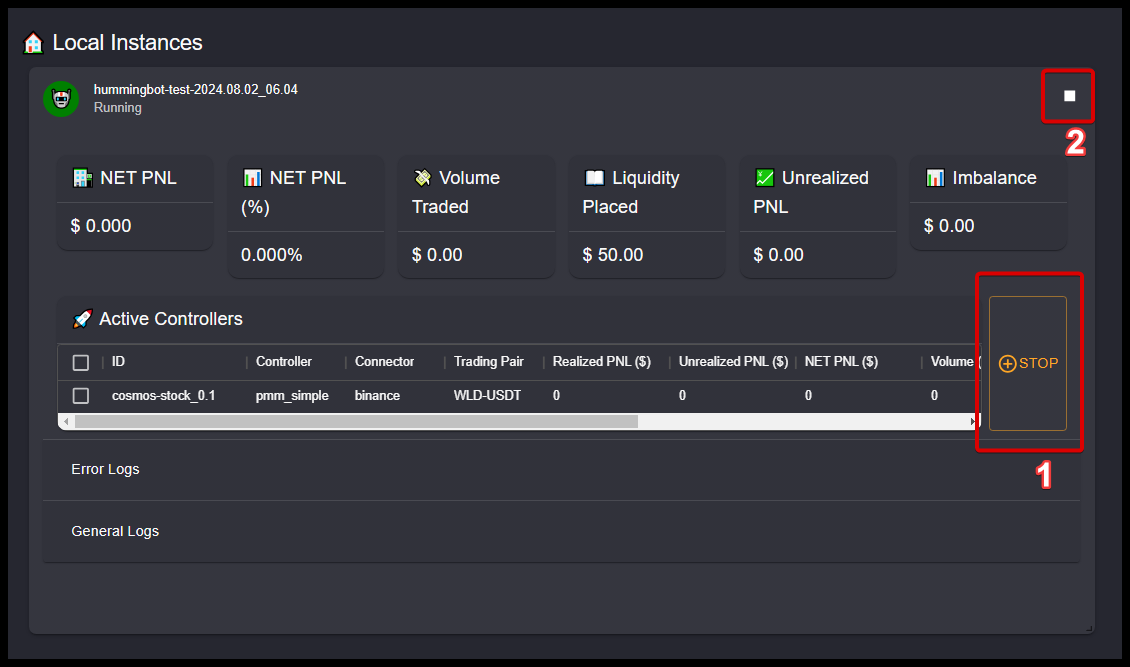 Local Instances
hummingbot-test-2024.08.02_06.04
Running
2
NET PNL
$ 0.000
NET PNL
(%)
0.000%
Volume
Traded
$ 0.00
Liquidity
Placed
$ 50.00
Unrealized
PNL
$ 0.00
Imbalance
$ 0.00
Active Controllers
ID Controller Connector Trading Pair Realized PNL ($) Unrealized PNL ($) NET PNL ($) Volume (
cosmos-stock_0.1 pmm_simple binance WLD-USDT 0 0 0 0
STOP
1
Error Logs
General Logs